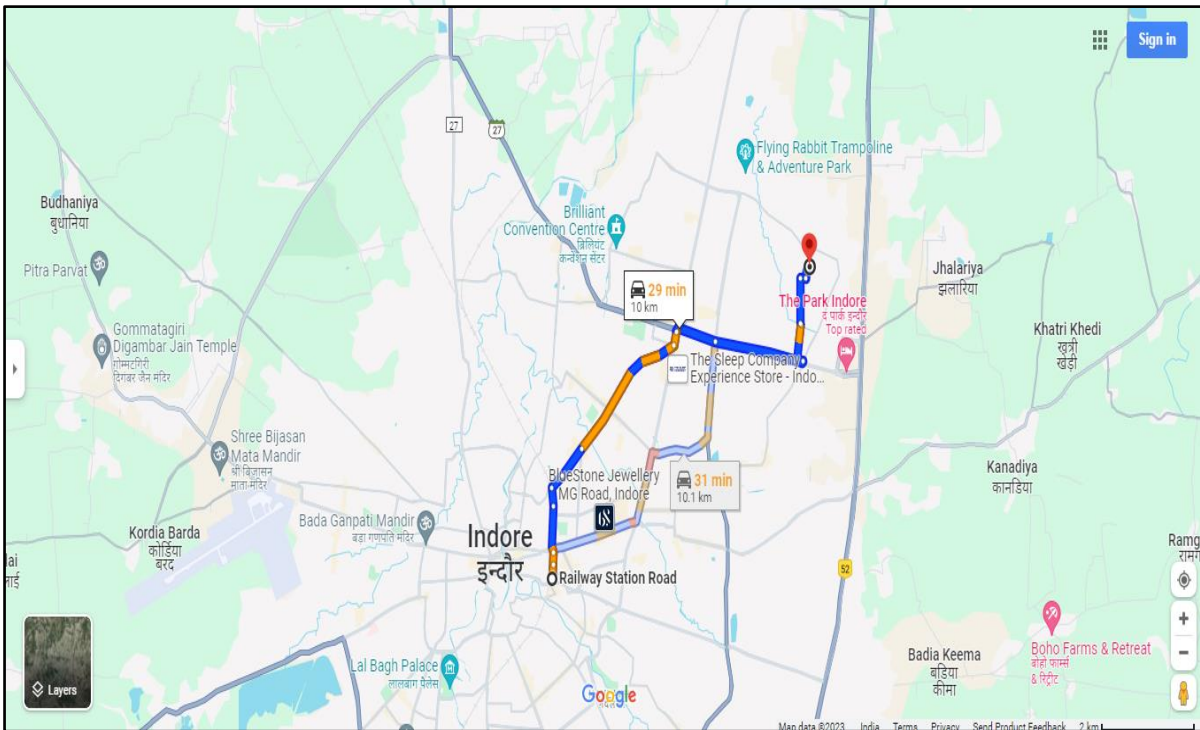 Sign in
27
27
Flying Rabbit Trampoline
& Adventure Park
Budhaniya
बुधानिया
Brilliant
Convention Centre
ब्रिलियंट
कन्वेंशन सेंटर
Pitra Parvat
Jhalariya
झलारिया
29 min
10 km
The Park Indore
द पार्क इन्दौर
Top rated
Gommatagiri
Digambar Jain Temple
गोम्मटगिरी
दिगंबर जैन मंदिर
Khatri Khedi
खत्री
खेड़ी
The Sleep Company
Experience Store - Indo...
Shree Bijasan
Mata Mandir
श्री बिजासन
माता मंदिर
BlueStone Jewellery
MG Road, Indore
31 min
10.1 km
Kanadiya
कानडिया
Bada Ganpati Mandir
बड़ा गणपति मंदिर
Kordia Barda
कोर्डिया
बरद
Indore
इन्दौर
Railway Station Road
52
Lal Bagh Palace
लालबाग पैलेस
Badia Keema
बडिया
कीमा
Boho Farms & Retreat
बोहो फार्म्स
& रिट्रीट
Layers
Google
Map data ©2023 India Terms Privacy Send Product Feedback 2 km